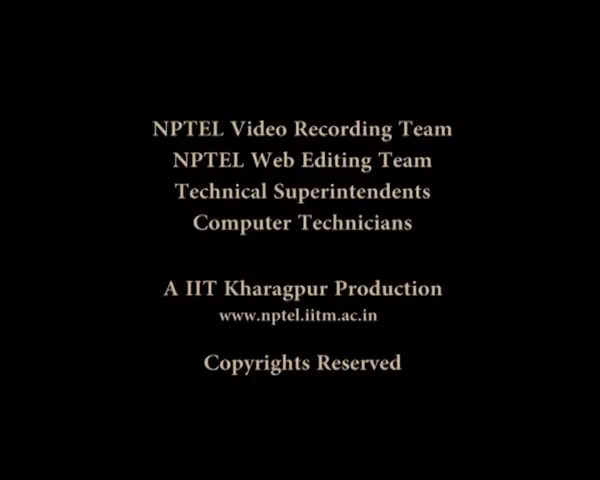 NPTEL Video Recording Team
NPTEL Web Editing Team
Technical Superintendents
Computer Technicians
A IIT Kharagpur Production
www.nptel.iitm.ac.in
Copyrights Reserved